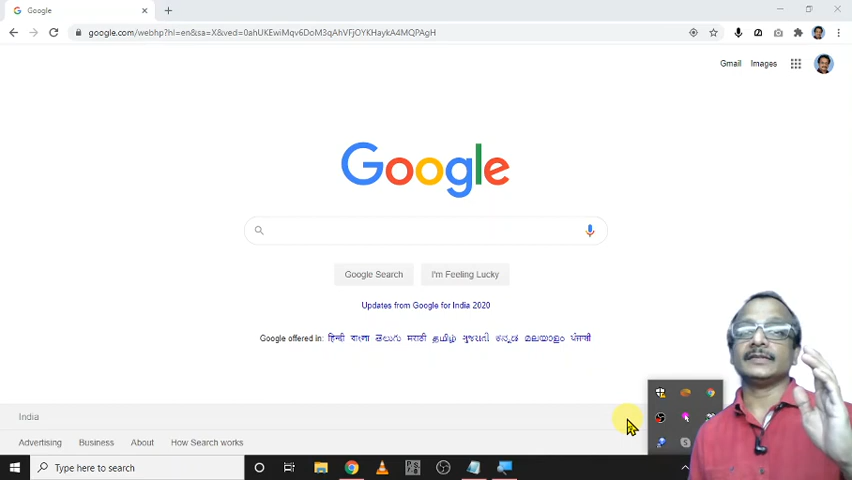 Google
google.com/webhp?hl=en&sa=X&ved=0ahUKEwiMqv6DoM3qAhVFjOYKHaykA4MQPAgH
Gmail Images
Google
Google Search I'm Feeling Lucky
Updates from Google for India 2020
Google offered in: हिन्दी বাংলা తెలుగు मराठी தமிழ் ગુજરાતી ಕನ್ನಡ മലയാളം ਪੰਜਾਬੀ
India
Advertising Business About How Search works
Type here to search